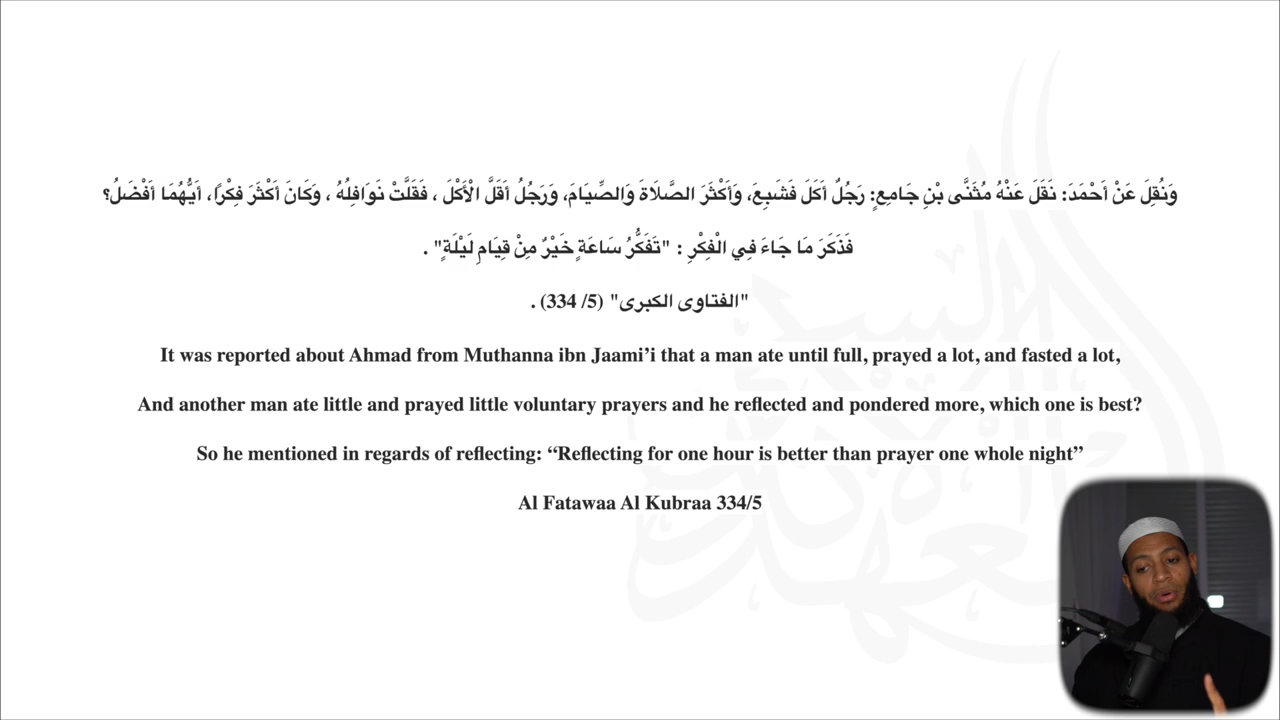 وَنُقِلَ عَنْ أَحْمَدَ: نَقَلَ عَنْهُ مُثَنَّى بْنِ جَامِعٍ: رَجُلٌ أَكَلَ فَشَبِعَ، وَأَكْثَرَ الصَّلَاةَ وَالصِّيَامَ، وَرَجُلُ أَقَلَّ الْأَكْلَ ، فَقَلَّتْ نَوَافِلُهُ ، وَكَانَ أَكْثَرَ فِكْرًا، أَيُّهُمَا أَفْضَلُ؟
فَذَكَرَ مَا جَاءَ فِي الْفِكْرِ : "تَفَكُّرُ سَاعَةٍ خَيْرٌ مِنْ قِيَامِ لَيْلَةٍ" .
"الفتاوى الكبرى" (5/ 334) .
It was reported about Ahmad from Muthanna ibn Jaami’i that a man ate until full, prayed a lot, and fasted a lot,
And another man ate little and prayed little voluntary prayers and he reflected and pondered more, which one is best?
So he mentioned in regards of reflecting: “Reflecting for one hour is better than prayer one whole night”
Al Fatawaa Al Kubraa 334/5